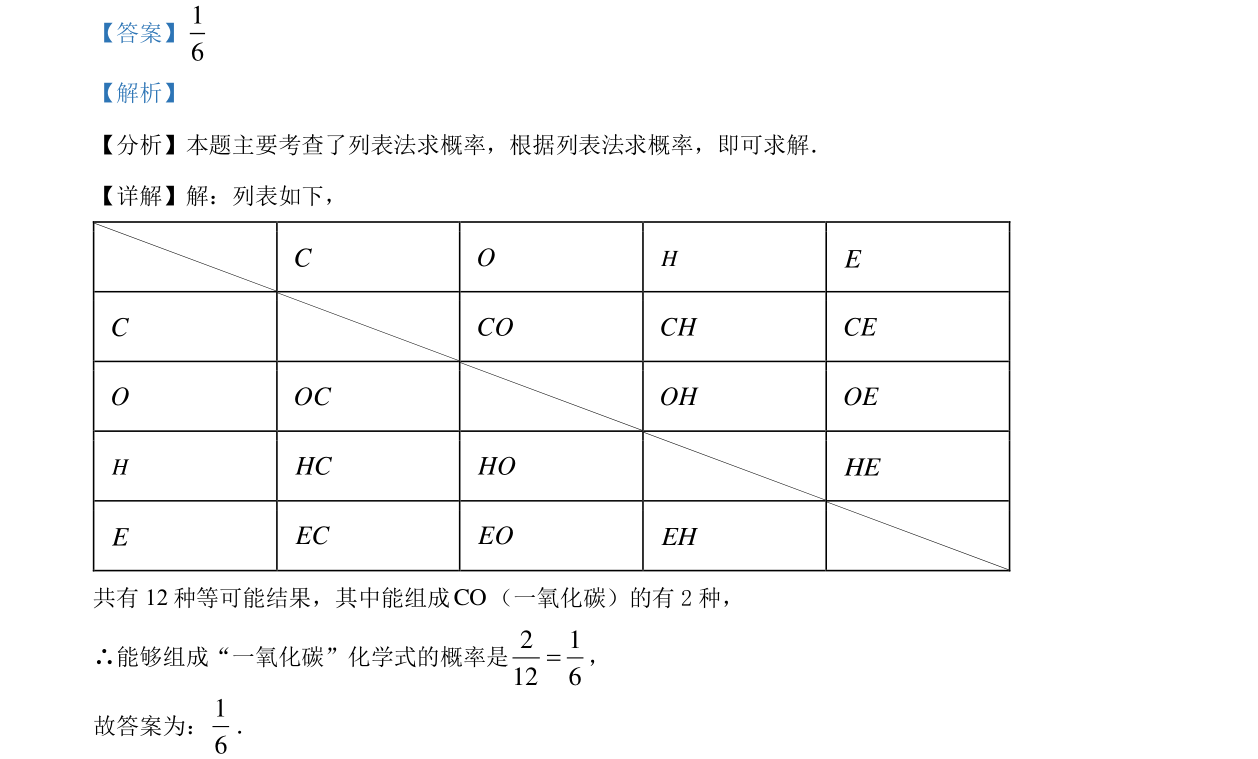 【答案】1/6
【解析】
【分析】本题主要考查了列表法求概率，根据列表法求概率，即可求解．
【详解】解：列表如下，
C O H E
C CO CH CE
O OC OH OE
H HC HO HE
E EC EO EH
共有 12 种等可能结果，其中能组成 CO（一氧化碳）的有 2 种，
∴能够组成“一氧化碳”化学式的概率是 2/12 = 1/6，
故答案为：1/6．